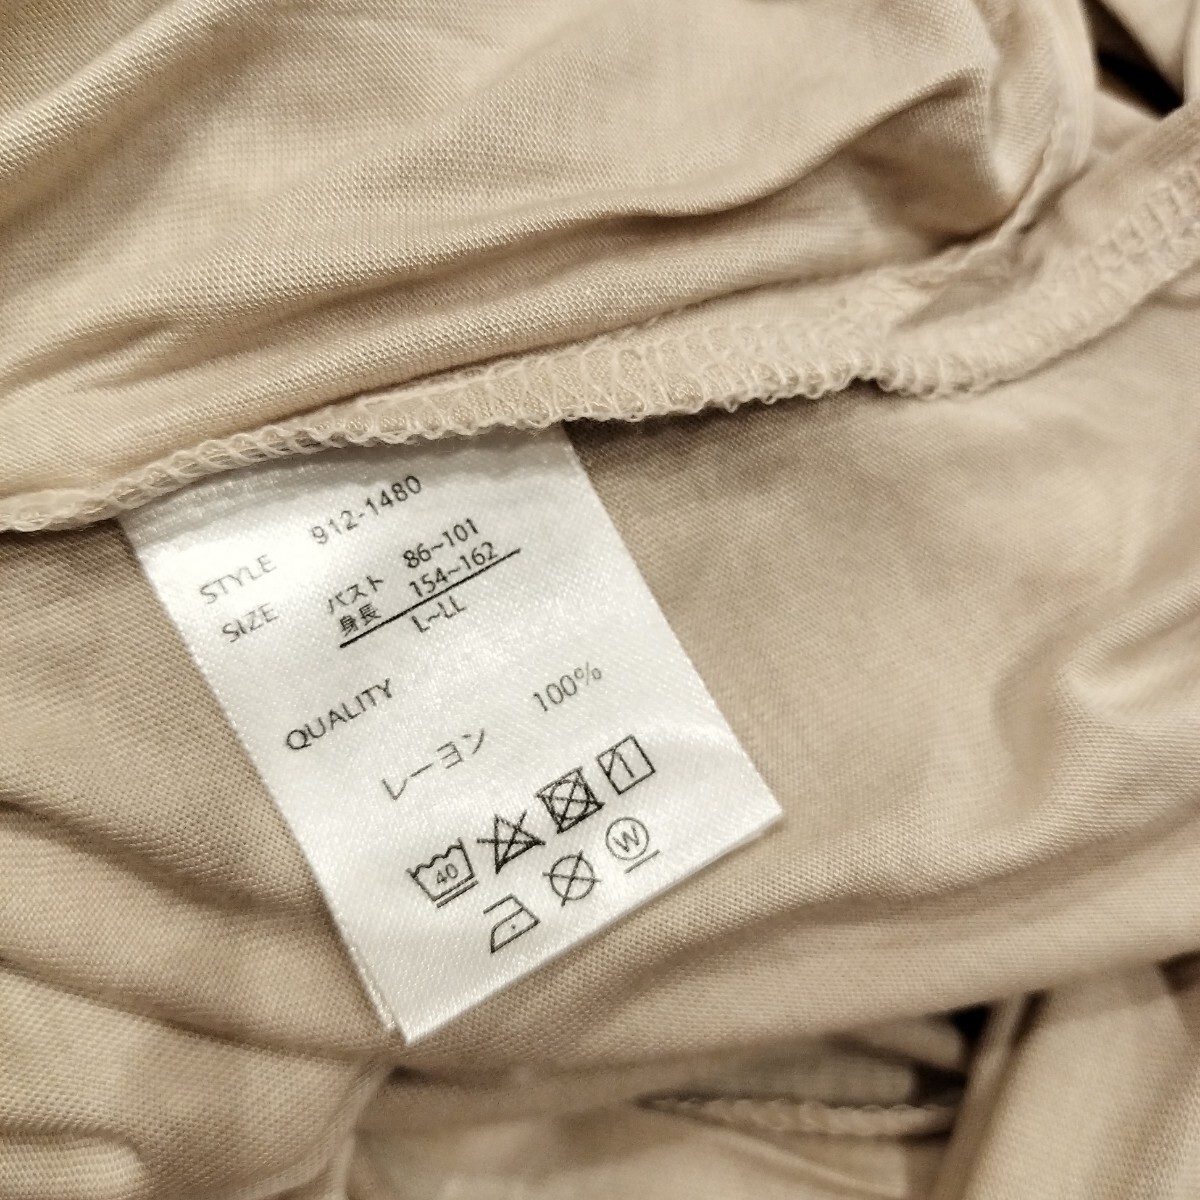 STYLE 912-1480
SIZE バスト 86~101
身長 154~162
L~LL
QUALITY
レーヨン 100%
40
W